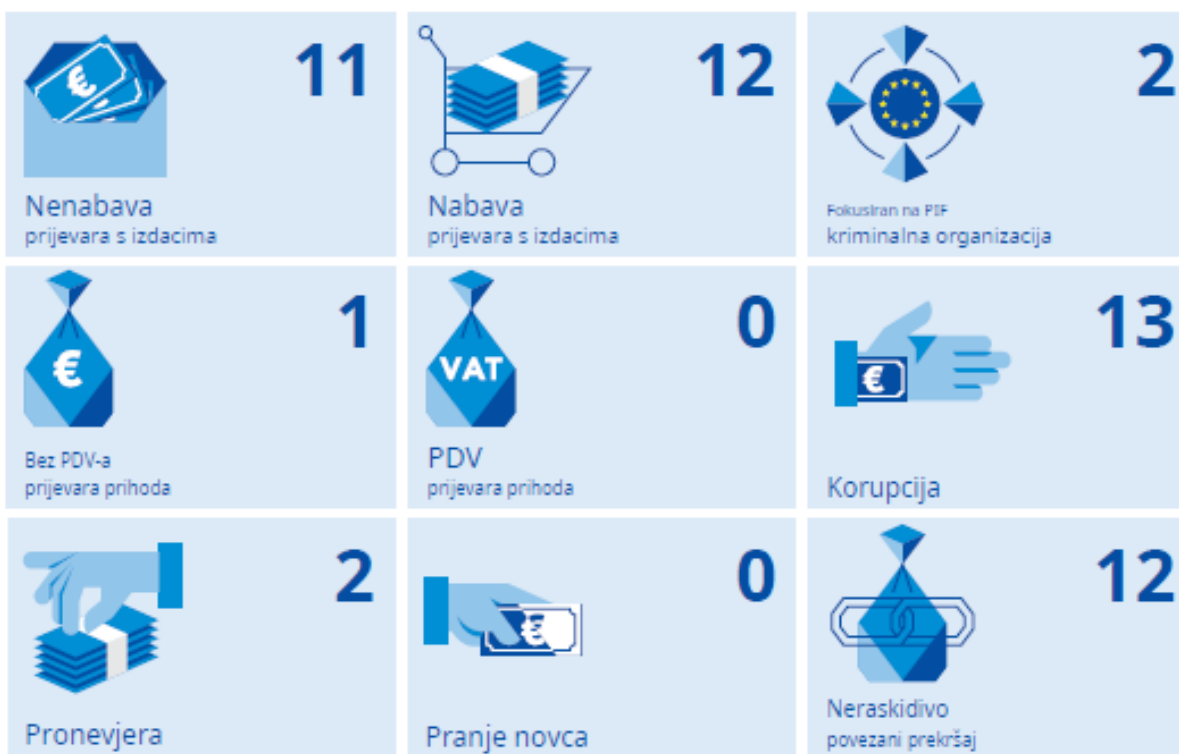 11
Nenabava
prijevara s izdacima
12
Nabava
prijevara s izdacima
2
Fokusiran na PIF
kriminalna organizacija
1
€
Bez PDV-a
prijevara prihoda
0
VAT
PDV
prijevara prihoda
13
€
Korupcija
2
Pronevjera
0
€
Pranje novca
12
Neraskidivo
povezani prekršaj